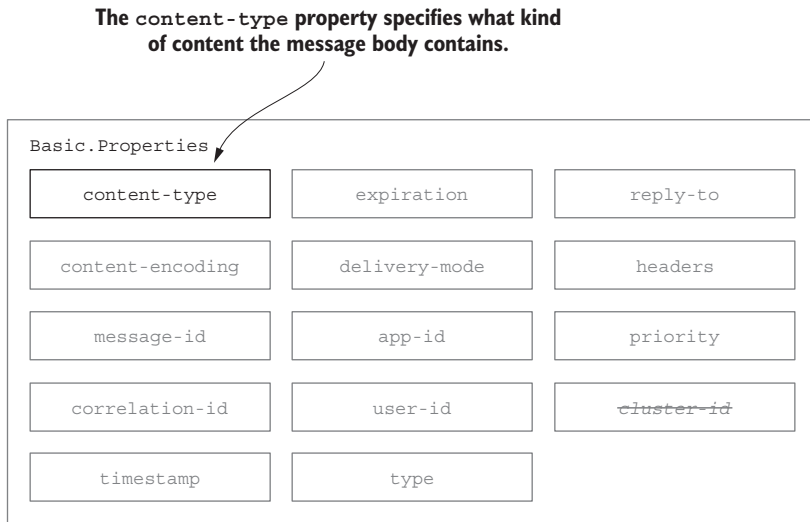 The content-type property specifies what kind
of content the message body contains.
Basic.Properties
content-type expiration reply-to
content-encoding delivery-mode headers
message-id app-id priority
correlation-id user-id cluster-id
timestamp type